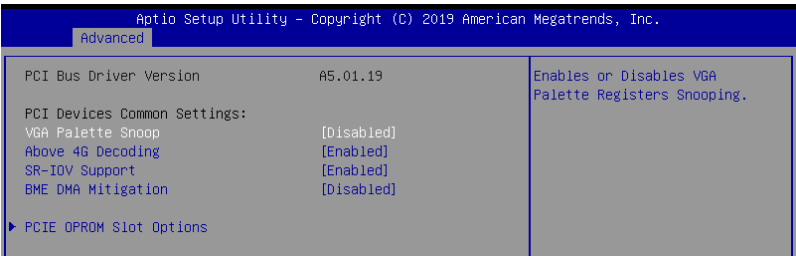 Aptio Setup Utility – Copyright (C) 2019 American Megatrends, Inc.
Advanced
PCI Bus Driver Version A5.01.19
PCI Devices Common Settings:
VGA Palette Snoop [Disabled]
Above 4G Decoding [Enabled]
SR-IOV Support [Enabled]
BME DMA Mitigation [Disabled]
PCIE OPROM Slot Options
Enables or Disables VGA
Palette Registers Snooping.